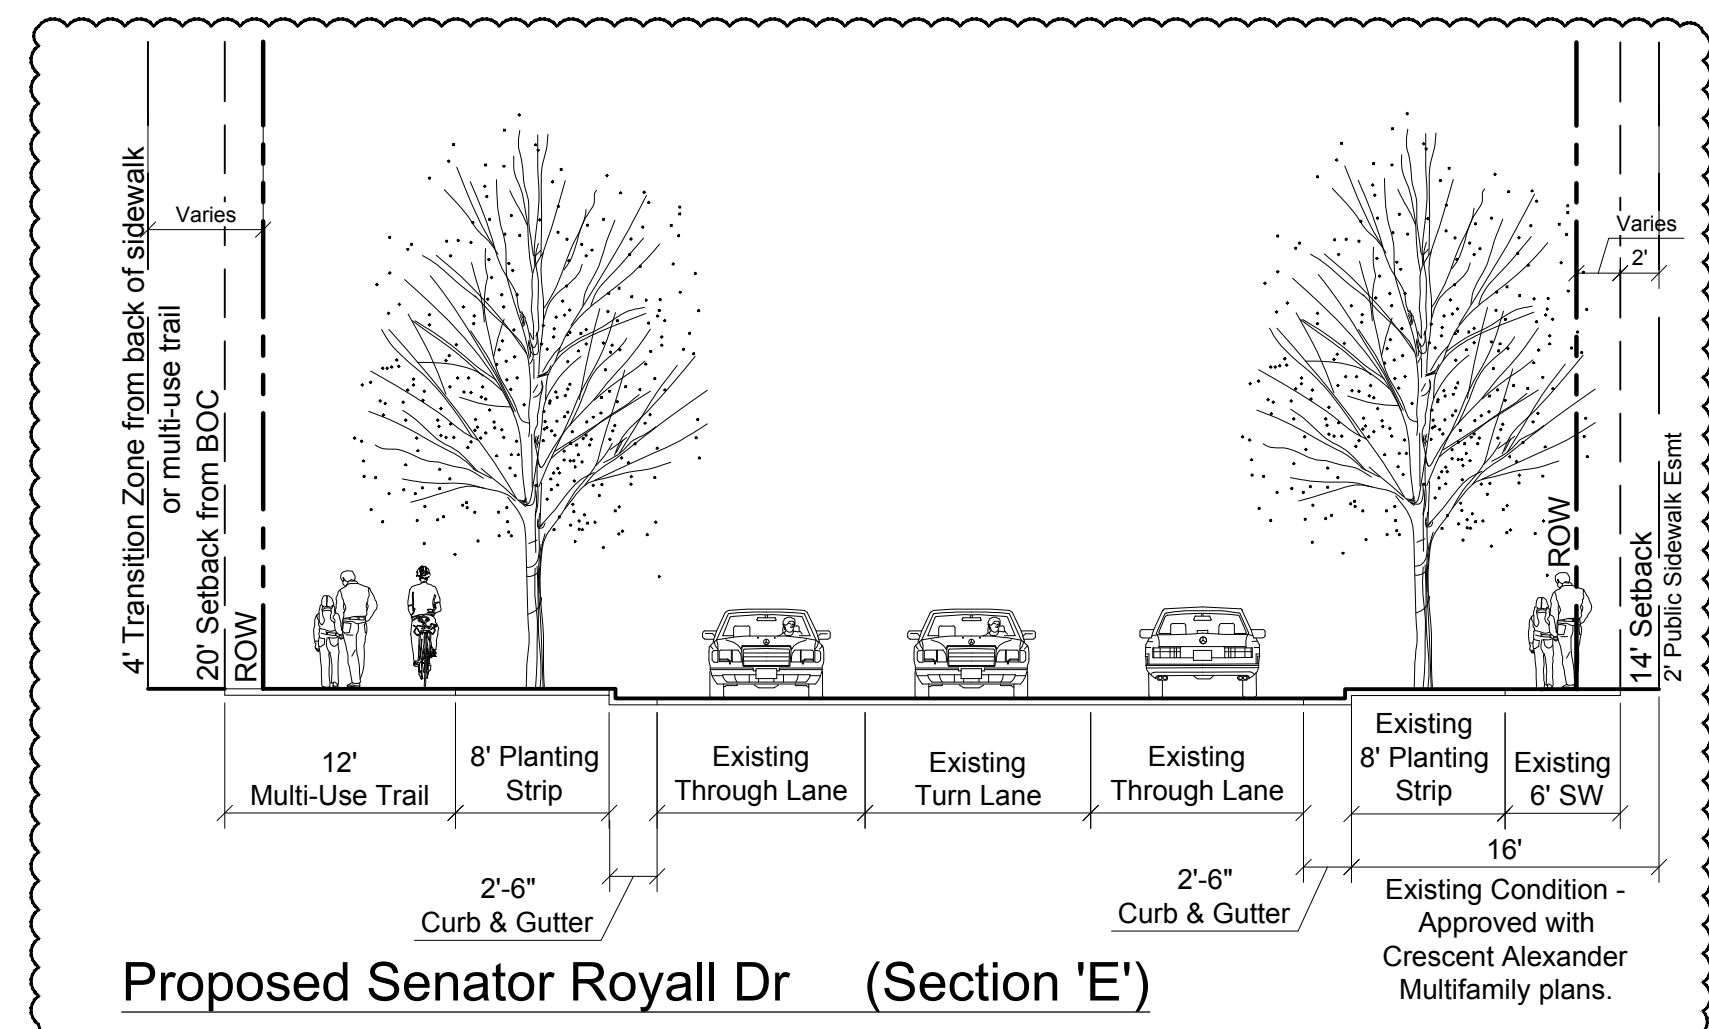 4' Transition Zone from back of sidewalk
or multi-use trail
20' Setback from BOC
ROW
Varies
Varies
2'
ROW
14' Setback
2' Public Sidewalk Esmt
12'
Multi-Use Trail
8' Planting
Strip
Existing
Through Lane
Existing
Turn Lane
Existing
Through Lane
Existing
8' Planting
Strip
Existing
6' SW
2'-6"
Curb & Gutter
2'-6"
Curb & Gutter
16'
Existing Condition -
Approved with
Crescent Alexander
Multifamily plans.
Proposed Senator Royall Dr (Section 'E')